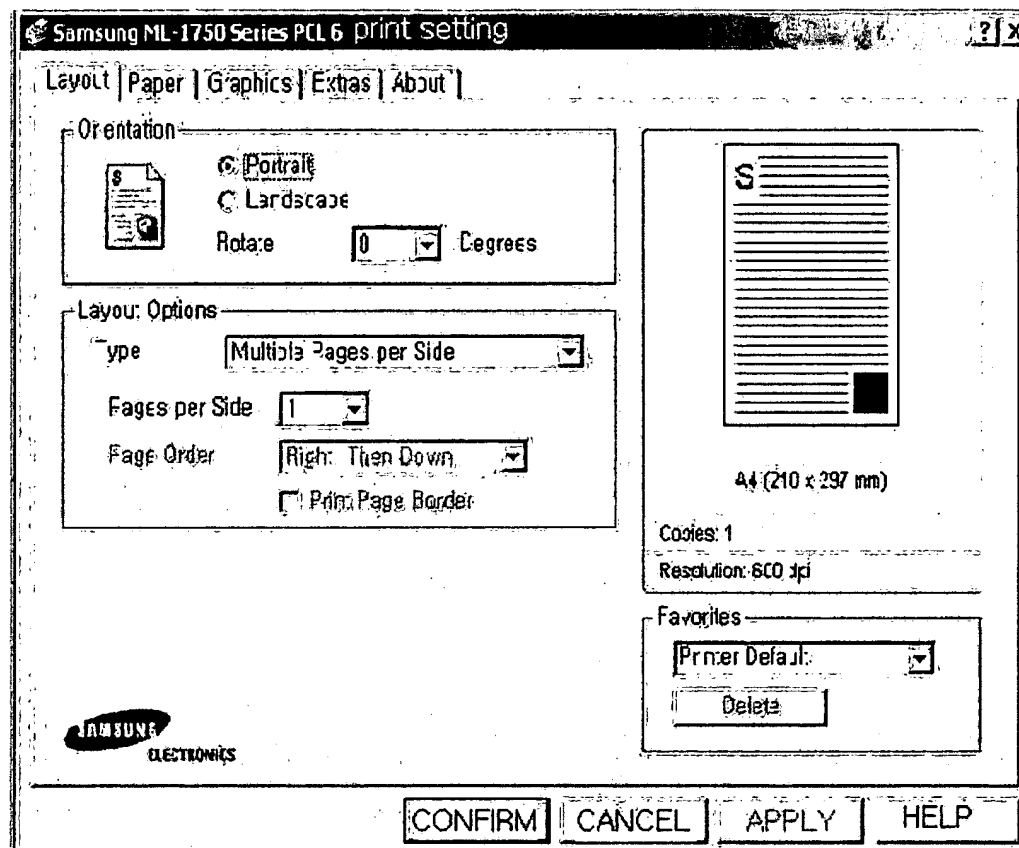 Samsung ML-1750 Series PCL 6 print setting
Layout Paper Graphics Extras About
Orientation
Portrait
Landscape
Rotate 0 Degrees
Layout Options
Type Multiple Pages per Side
Pages per Side 1
Page Order Right, Then Down
Print Page Border
S
A4 (210 x 297 mm)
Copies: 1
Resolution: 600 dpi
Favorites
Printer Default
Delete
SAMSUNG
ELECTRONICS
CONFIRM CANCEL APPLY HELP